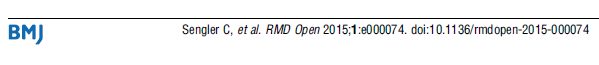 BMJ
Sengler C, et al. RMD Open 2015;1:e000074. doi:10.1136/rmdopen-2015-000074